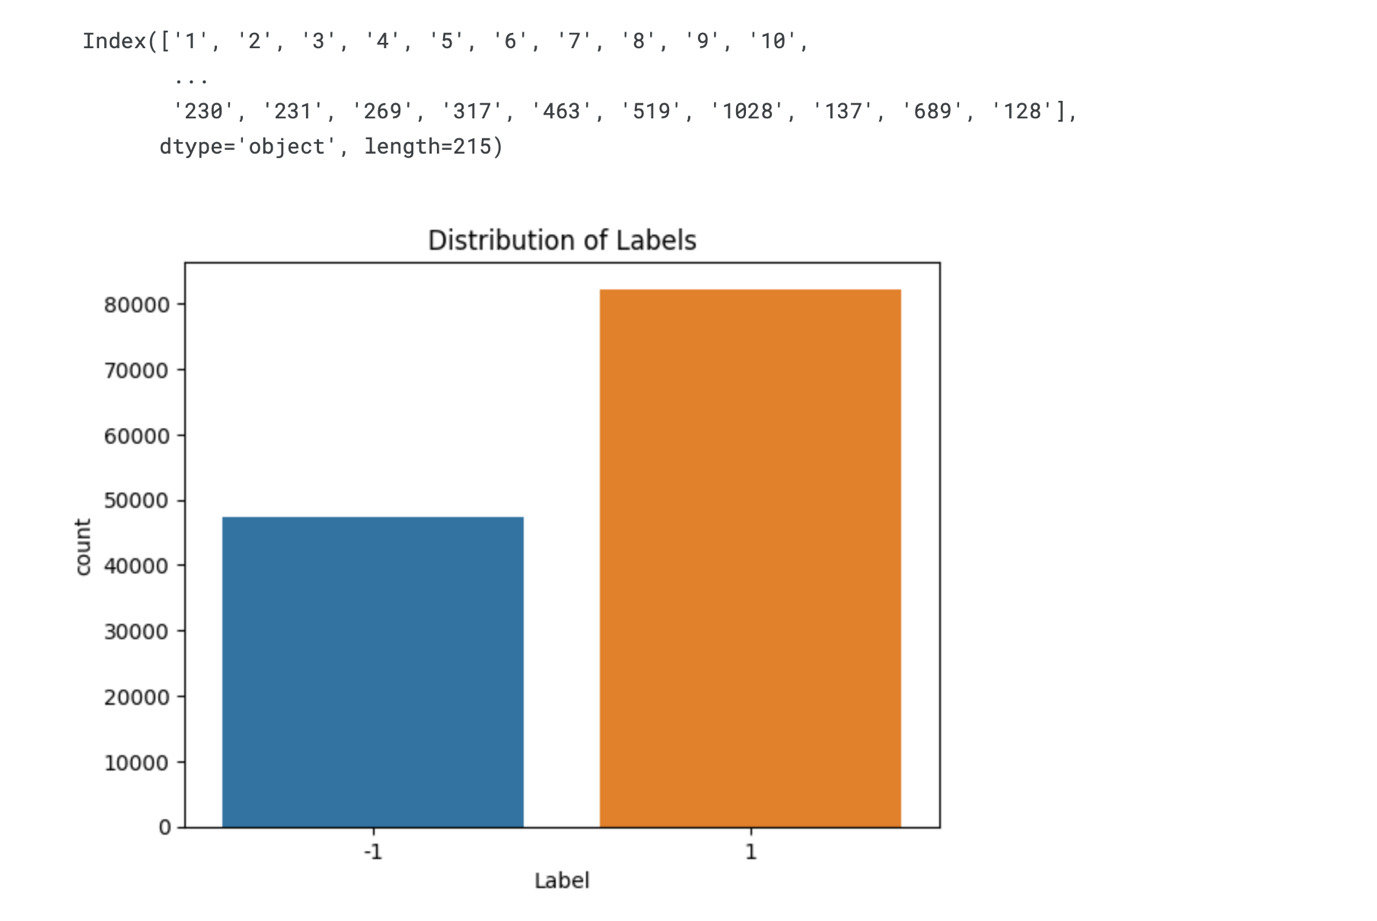 Index(['1', '2', '3', '4', '5', '6', '7', '8', '9', '10',
...
'230', '231', '269', '317', '463', '519', '1028', '137', '689', '128'],
dtype='object', length=215)
Distribution of Labels
80000
70000
60000
50000
40000
30000
20000
10000
0
count
-1
1
Label